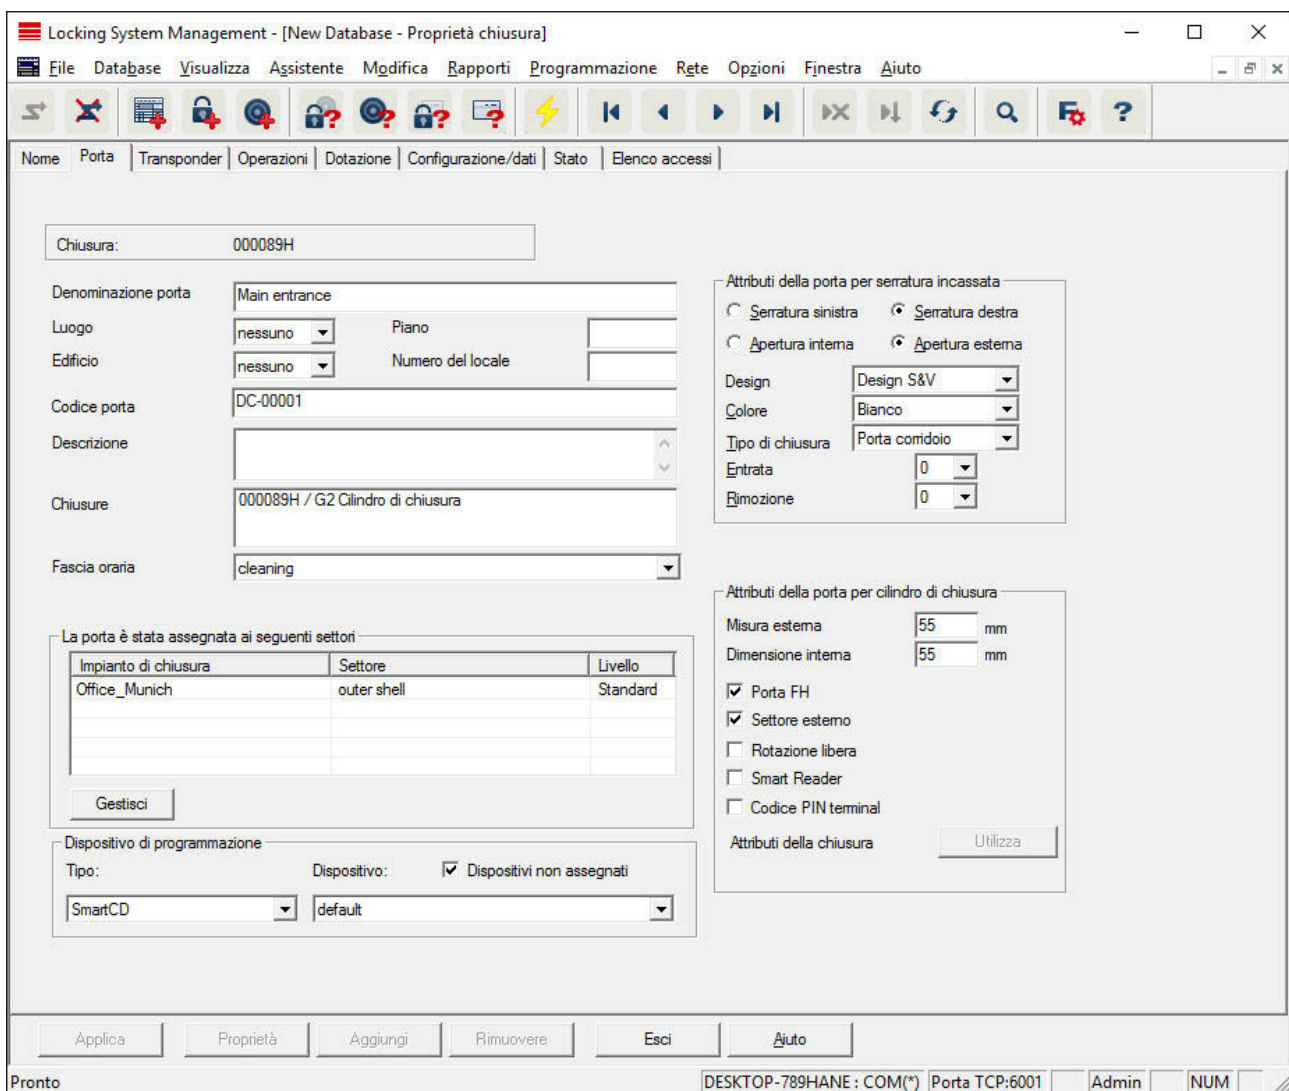 Locking System Management - [New Database - Proprietà chiusura]
File Database Visualizza Assistente Modifica Rapporti Programmazione Rete Opzioni Finestra Aiuto
Nome Porta Transponder Operazioni Dotazione Configurazione/dati Stato Elenco accessi
Chiusura: 000089H
Denominazione porta Main entrance
Luogo nessuno Piano
Edificio nessuno Numero del locale
Codice porta DC-00001
Descrizione
Chiusure 000089H / G2 Cilindro di chiusura
Fascia oraria cleaning
La porta è stata assegnata ai seguenti settori
Impianto di chiusura Settore Livello
Office_Munich outer shell Standard
Gestisci
Dispositivo di programmazione
Tipo: Dispositivo: Dispositivi non assegnati
SmartCD default
Attributi della porta per serratura incassata
Serratura sinistra Serratura destra
Apertura interna Apertura esterna
Design Design S&V
Colore Bianco
Tipo di chiusura Porta corridoio
Entrata 0
Rimozione 0
Attributi della porta per cilindro di chiusura
Misura esterna 55 mm
Dimensione interna 55 mm
Porta FH
Settore esterno
Rotazione libera
Smart Reader
Codice PIN terminal
Attributi della chiusura Utilizza
Applica Proprietà Aggiungi Rimuovere Esci Aiuto
Pronto DESKTOP-789HANE : COM(*) Porta TCP:6001 Admin NUM